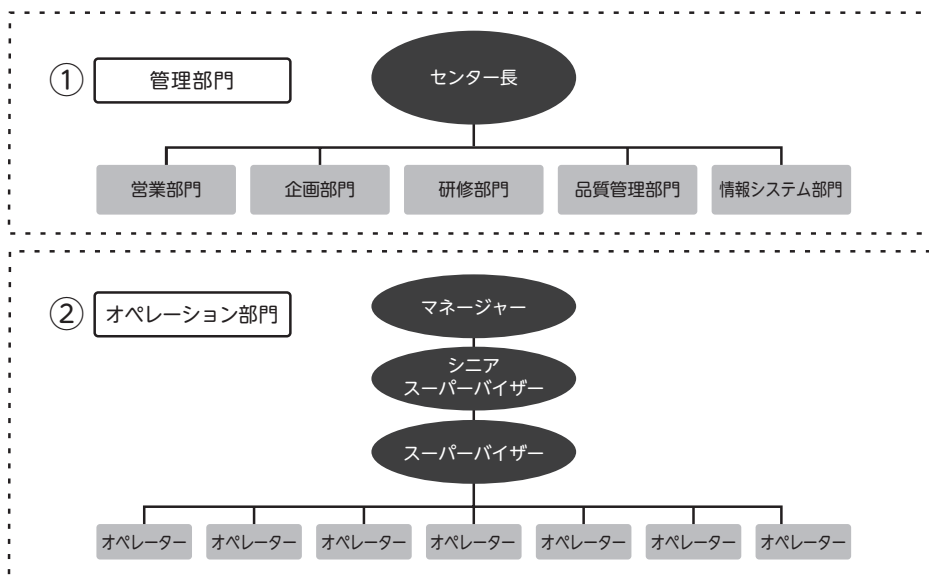 ① 管理部門
センター長
営業部門
企画部門
研修部門
品質管理部門
情報システム部門
② オペレーション部門
マネージャー
シニア
スーパーバイザー
スーパーバイザー
オペレーター
オペレーター
オペレーター
オペレーター
オペレーター
オペレーター
オペレーター